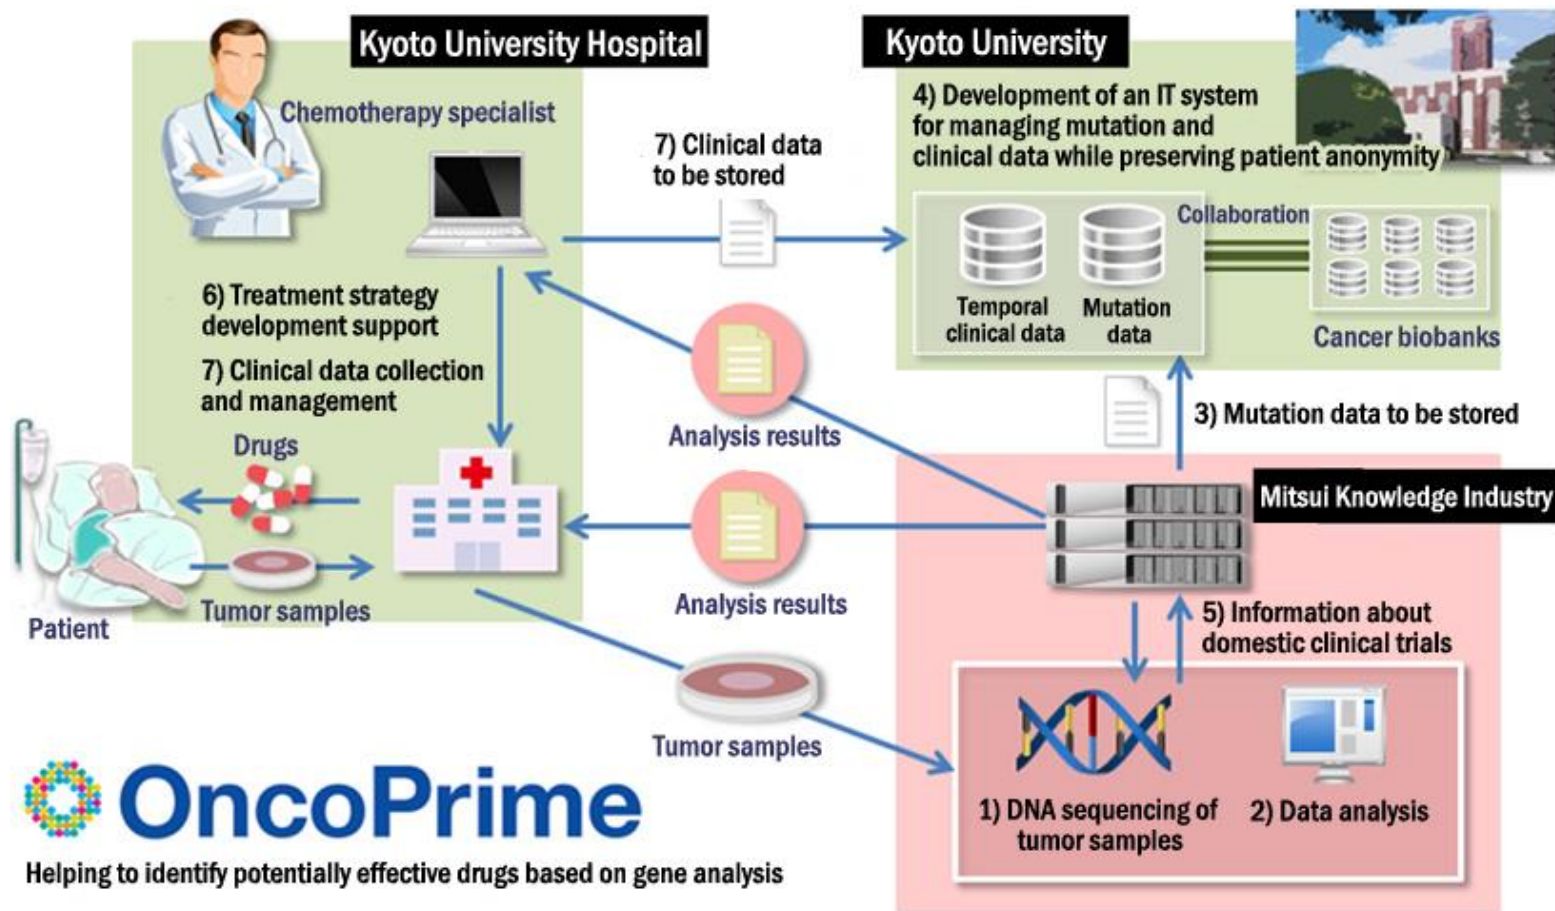 Kyoto University Hospital
Chemotherapy specialist
6) Treatment strategy
development support
7) Clinical data collection
and management
Drugs
Patient
Tumor samples
7) Clinical data
to be stored
Analysis results
Analysis results
Tumor samples
Kyoto University
4) Development of an IT system
for managing mutation and
clinical data while preserving patient anonymity
Collaboration
Temporal
clinical data
Mutation
data
Cancer biobanks
3) Mutation data to be stored
Mitsui Knowledge Industry
5) Information about
domestic clinical trials
1) DNA sequencing of
tumor samples
2) Data analysis
OncoPrime
Helping to identify potentially effective drugs based on gene analysis